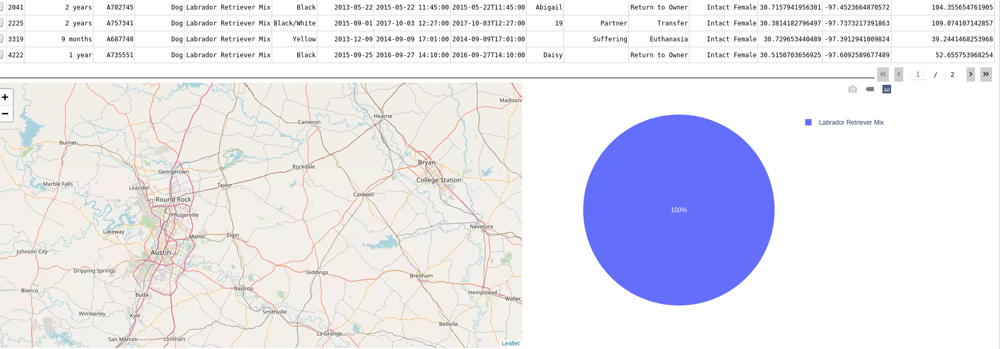 2041 2 years A702745 Dog Labrador Retriever Mix Black 2013-05-22 2015-05-22 11:45:00 2015-05-22T11:45:00 Abigail Return to Owner Intact Female 30.7157941956301 -97.4523664870572 104.355654761905
2225 2 years A757341 Dog Labrador Retriever Mix Black/White 2015-09-01 2017-10-03 12:27:00 2017-10-03T12:27:00 19 Partner Transfer Intact Female 30.3814182796497 -97.7373217391863 109.074107142857
3319 9 months A687748 Dog Labrador Retriever Mix Yellow 2013-12-09 2014-09-09 17:01:00 2014-09-09T17:01:00 Suffering Euthanasia Intact Female 30.729653440489 -97.3912941009824 39.2441468253968
4222 1 year A735551 Dog Labrador Retriever Mix Black 2015-09-25 2016-09-27 14:10:00 2016-09-27T14:10:00 Daisy Return to Owner Intact Female 30.5150703656925 -97.6092589677489 52.655753968254
« ‹ 1 / 2 › »
+
−
Madisonv
Hearne
Cameron
Burnet
Bryan
Rockdale
Georgetown
College Station
Marble Falls
Leander
Taylor
Caldwell
Round Rock
Pflugerville
Navasota
Lakeway
Manor
Elgin
Johnson City
Austin
Dripping Springs
Giddings
Brenham
Blanco
Bastrop
Buda
Hempstead
Waller
Wimberley
Kyle
Smithville
Bellville
La Grange
San Marcos
Lockhart
Leaflet
Labrador Retriever Mix
100%